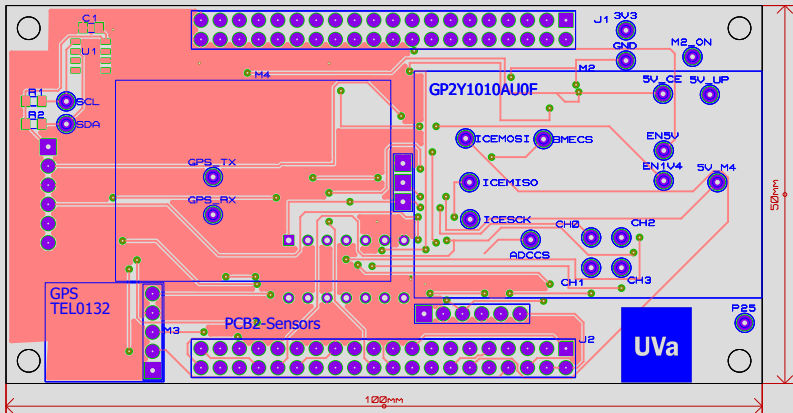 C1
J1
3V3
GND
M2_ON
U1
M4
M2
GP2Y1010AU0F
5V_CE
5V_UP
R1
SCL
R2
SDA
ICEMOSI
BMECS
EN5V
GPS_TX
EN1V4
5V_M4
ICEMISO
GPS_RX
ICESCK
CH0
CH2
ADCCS
CH1
CH3
GPS
TEL0132
M3
PCB2-Sensors
J2
P25
UVa
50MM
100MM